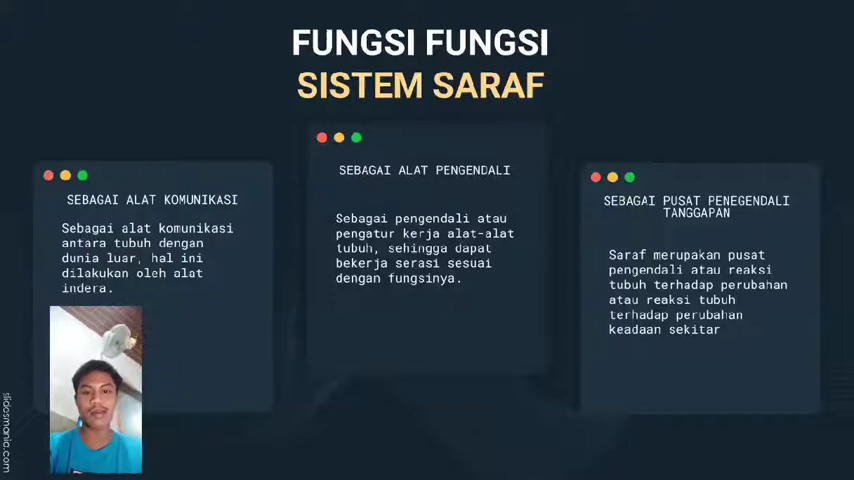 FUNGSI FUNGSI
SISTEM SARAF
SEBAGAI ALAT KOMUNIKASI
Sebagai alat komunikasi
antara tubuh dengan
dunia luar, hal ini
dilakukan oleh alat
indera.
SEBAGAI ALAT PENGENDALI
Sebagai pengendali atau
pengatur kerja alat-alat
tubuh, sehingga dapat
bekerja serasi sesuai
dengan fungsinya.
SEBAGAI PUSAT PENEGENDALI
TANGGAPAN
Saraf merupakan pusat
pengendali atau reaksi
tubuh terhadap perubahan
atau reaksi tubuh
terhadap perubahan
keadaan sekitar
slidesmania.com